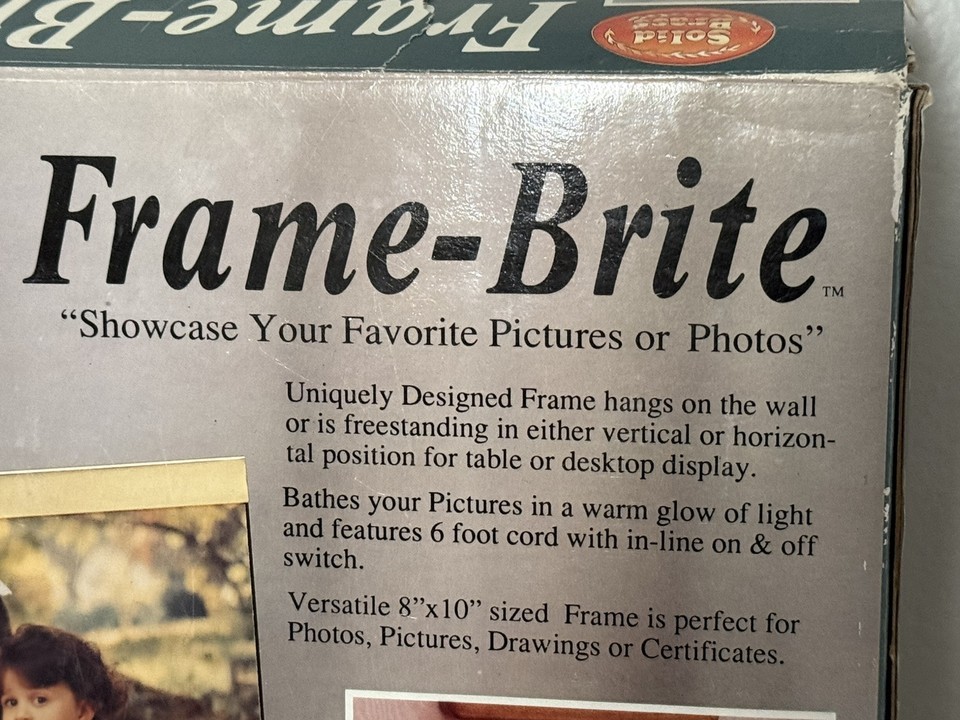 Frame-B
Solid
Brass
Frame-Brite™
“Showcase Your Favorite Pictures or Photos”
Uniquely Designed Frame hangs on the wall
or is freestanding in either vertical or horizon-
tal position for table or desktop display.
Bathes your Pictures in a warm glow of light
and features 6 foot cord with in-line on & off
switch.
Versatile 8”x10” sized Frame is perfect for
Photos, Pictures, Drawings or Certificates.